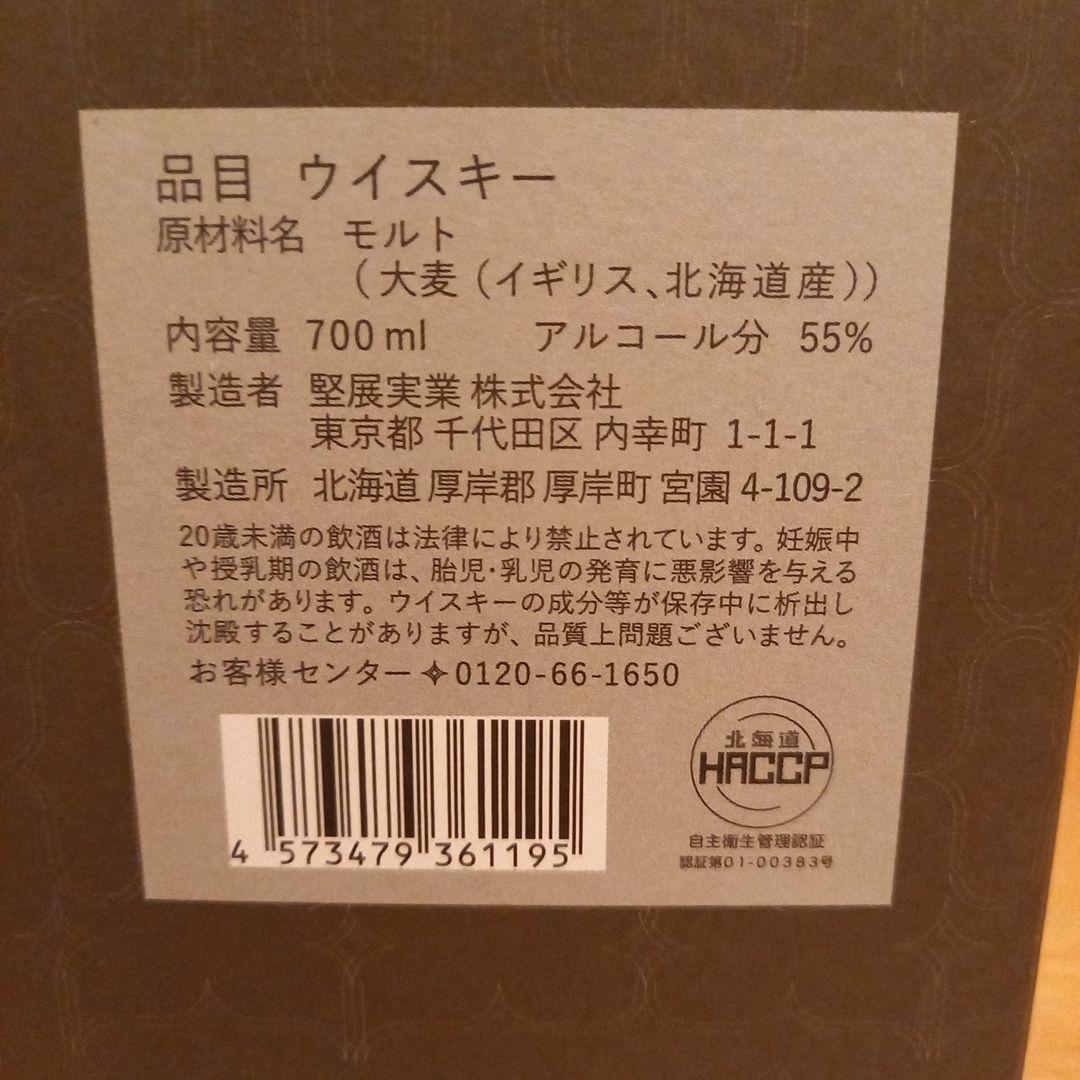 品目 ウイスキー
原材料名 モルト
（大麦（イギリス、北海道産））
内容量 700ml アルコール分 55%
製造者 堅展実業 株式会社
東京都 千代田区 内幸町 1-1-1
製造所 北海道 厚岸郡 厚岸町 宮園 4-109-2
20歳未満の飲酒は法律により禁止されています。妊娠中
や授乳期の飲酒は、胎児・乳児の発育に悪影響を与える
恐れがあります。ウイスキーの成分等が保存中に析出し
沈殿することがありますが、品質上問題ございません。
お客様センター✧0120-66-1650
4 573479 361195
北海道
HACCP
自主衛生管理認証
認証第01-00383号